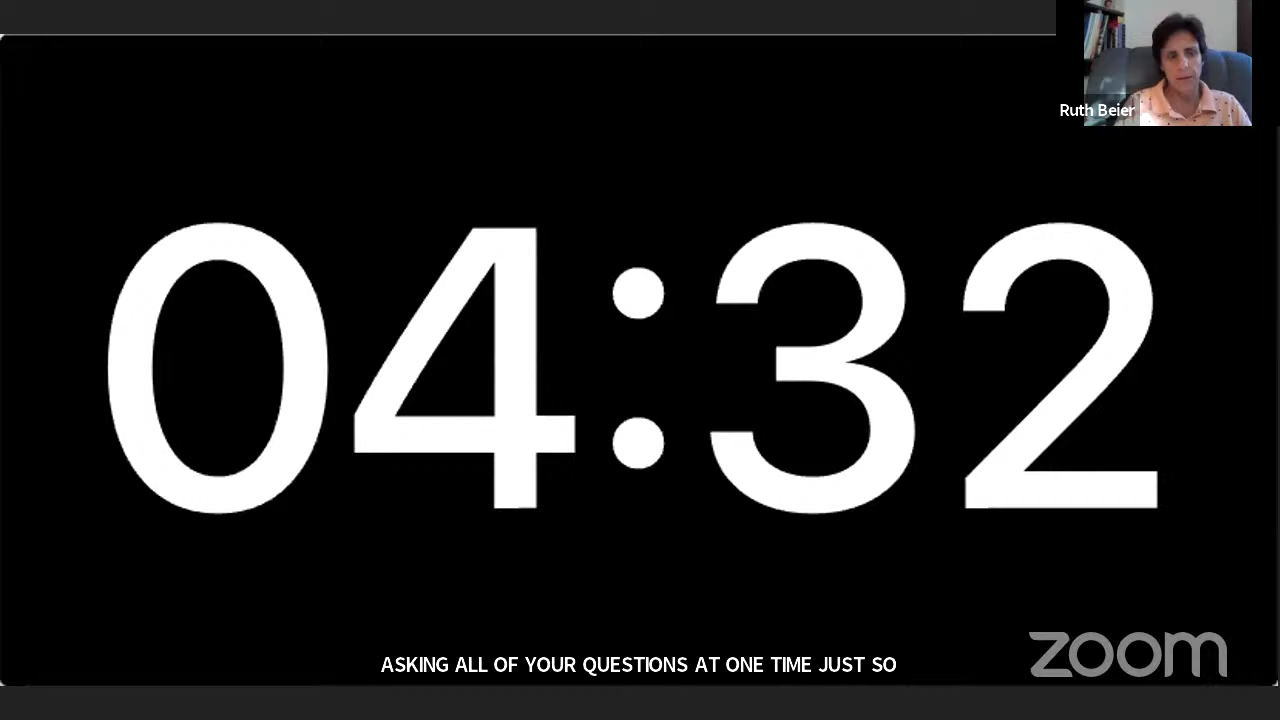 Ruth Beier
04:32
ASKING ALL OF YOUR QUESTIONS AT ONE TIME JUST SO
zoom